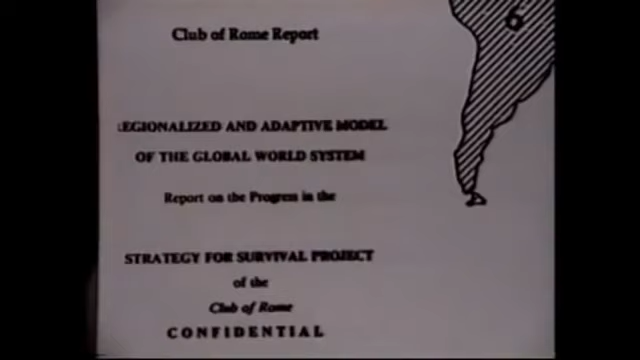 Club of Rome Report
6
EGIONALIZED AND ADAPTIVE MODEL
OF THE GLOBAL WORLD SYSTEM
Report on the Progress in the
STRATEGY FOR SURVIVAL PROJECT
of the
Club of Rome
CONFIDENTIAL